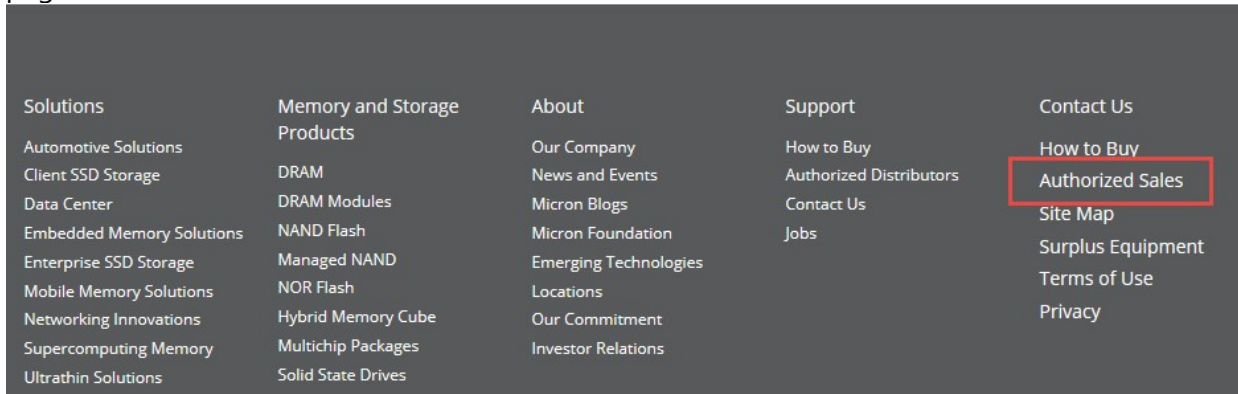 Solutions
Automotive Solutions
Client SSD Storage
Data Center
Embedded Memory Solutions
Enterprise SSD Storage
Mobile Memory Solutions
Networking Innovations
Supercomputing Memory
Ultrathin Solutions
Memory and Storage
Products
DRAM
DRAM Modules
NAND Flash
Managed NAND
NOR Flash
Hybrid Memory Cube
Multichip Packages
Solid State Drives
About
Our Company
News and Events
Micron Blogs
Micron Foundation
Emerging Technologies
Locations
Our Commitment
Investor Relations
Support
How to Buy
Authorized Distributors
Contact Us
Jobs
Contact Us
How to Buy
Authorized Sales
Site Map
Surplus Equipment
Terms of Use
Privacy